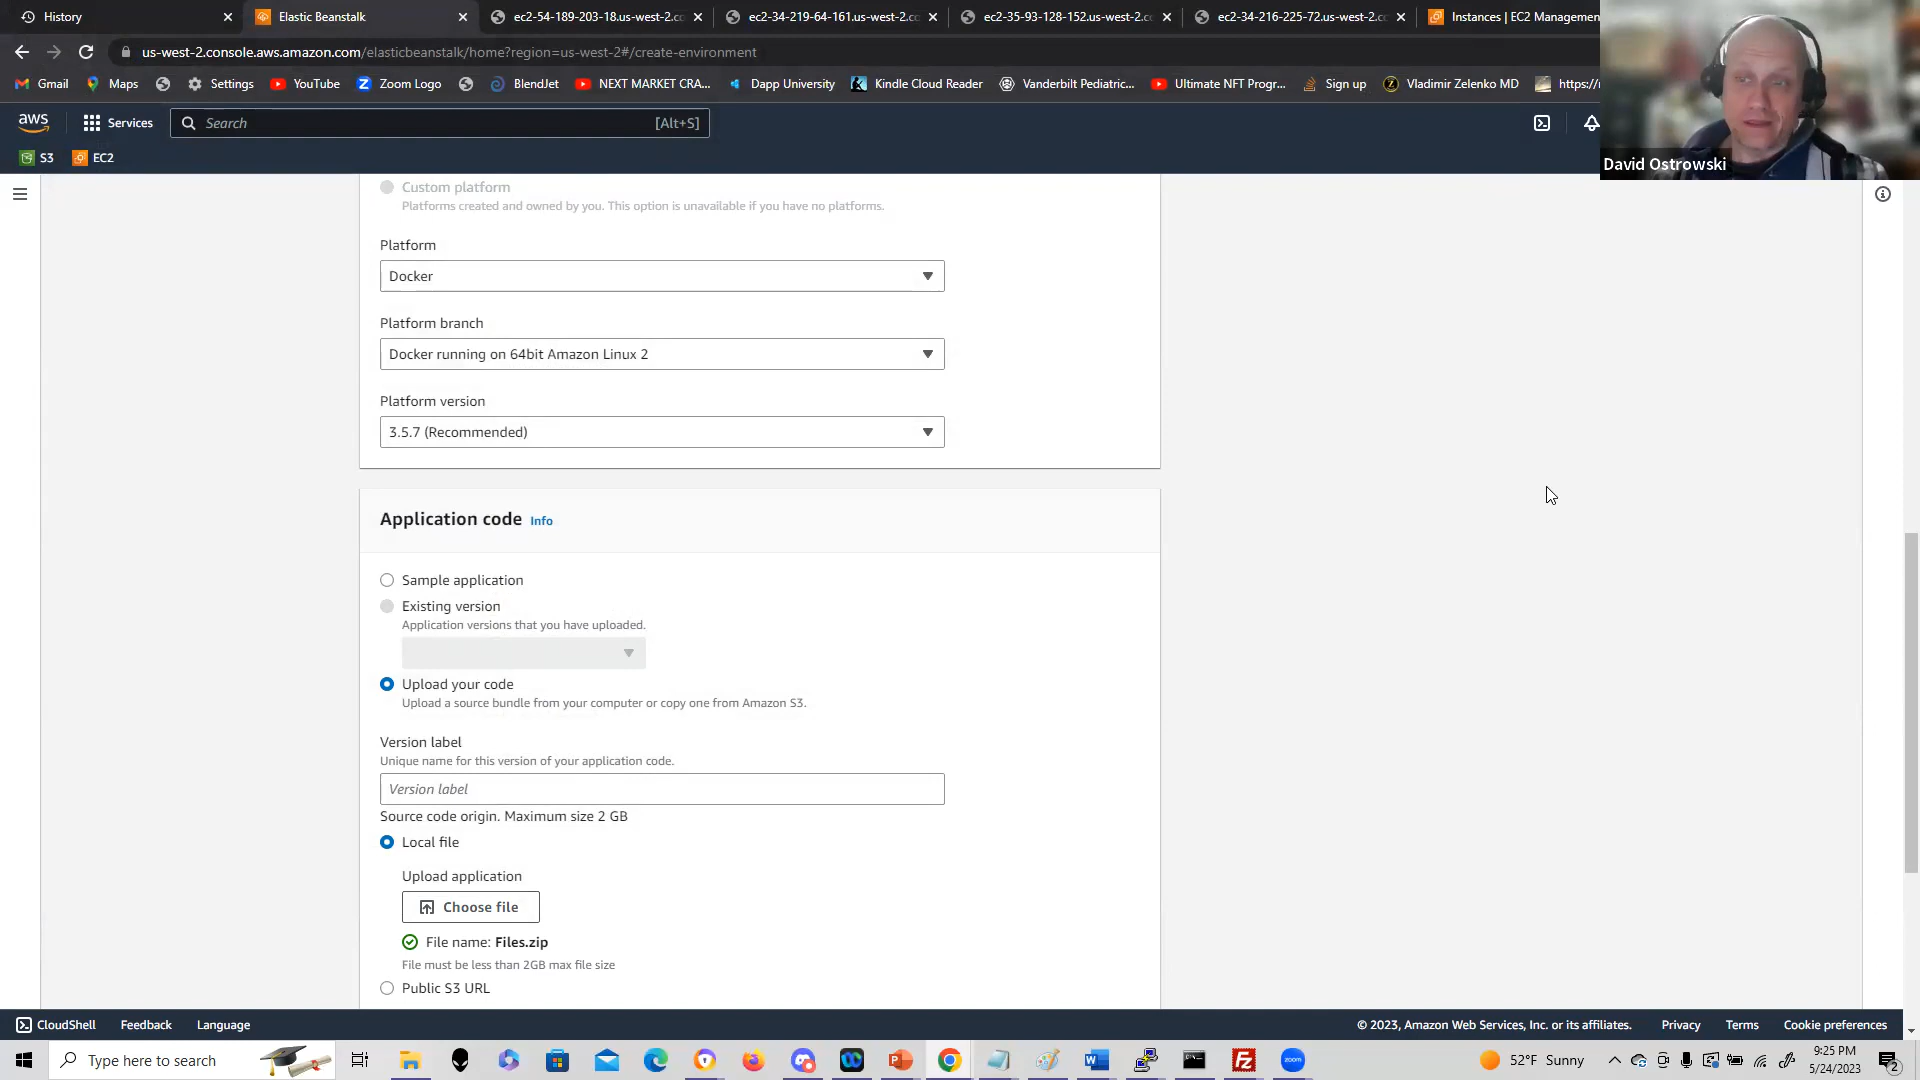 History
Elastic Beanstalk
ec2-54-189-203-18.us-west-2.cc
ec2-34-219-64-161.us-west-2.cc
ec2-35-93-128-152.us-west-2.c
ec2-34-216-225-72.us-west-2.cc
Instances | EC2 Managemen
us-west-2.console.aws.amazon.com/elasticbeanstalk/home?region=us-west-2#/create-environment
Gmail
Maps
Settings
YouTube
Zoom Logo
BlendJet
NEXT MARKET CRA...
Dapp University
Kindle Cloud Reader
Vanderbilt Pediatric...
Ultimate NFT Progr...
Sign up
Vladimir Zelenko MD
https://
aws
Services
Search
[Alt+S]
David Ostrowski
S3
EC2
Custom platform
Platforms created and owned by you. This option is unavailable if you have no platforms.
Platform
Docker
Platform branch
Docker running on 64bit Amazon Linux 2
Platform version
3.5.7 (Recommended)
Application code Info
Sample application
Existing version
Application versions that you have uploaded.
Upload your code
Upload a source bundle from your computer or copy one from Amazon S3.
Version label
Unique name for this version of your application code.
Version label
Source code origin. Maximum size 2 GB
Local file
Upload application
Choose file
File name: Files.zip
File must be less than 2GB max file size
Public S3 URL
CloudShell
Feedback
Language
© 2023, Amazon Web Services, Inc. or its affiliates.
Privacy
Terms
Cookie preferences
Type here to search
zoom
52°F Sunny
9:25 PM
5/24/2023
2